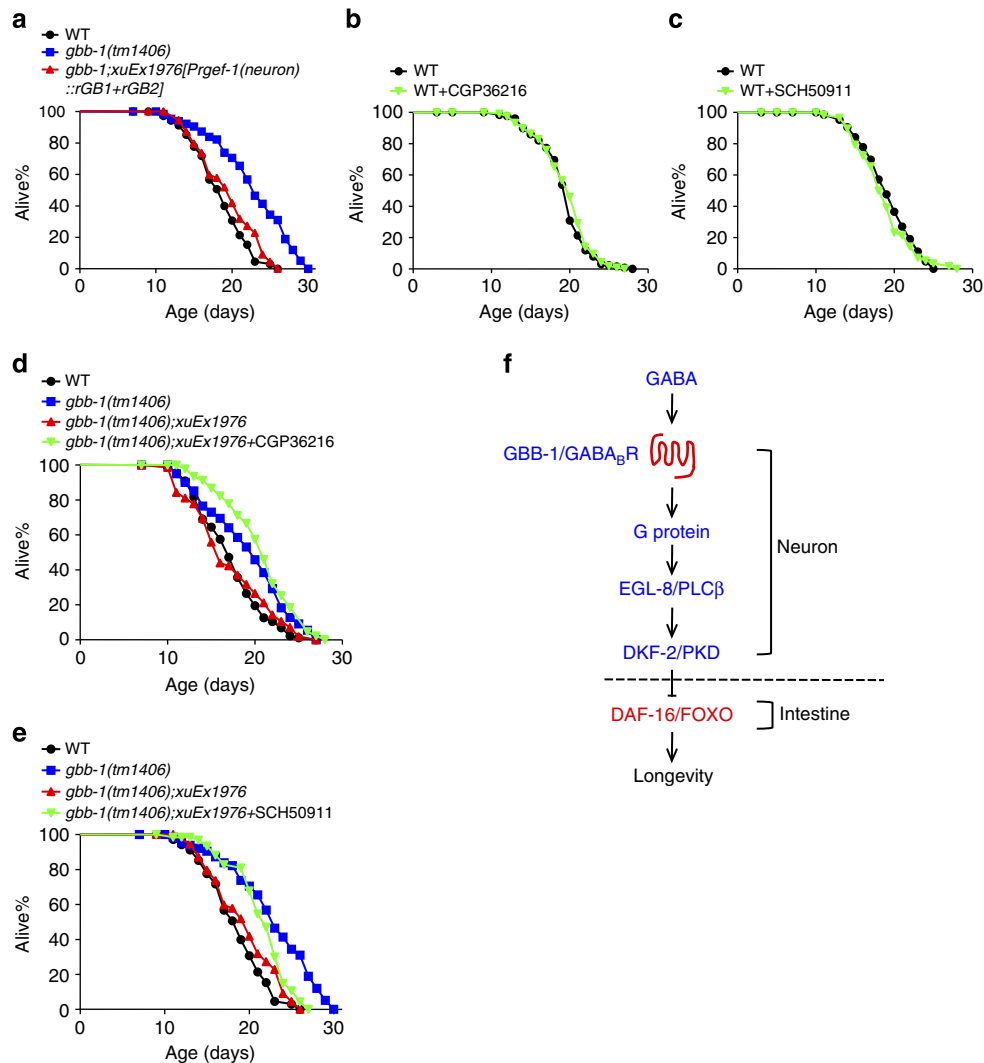 a
WT
gbb-1(tm1406)
gbb-1;xuEx1976[Prgef-1(neuron)
::rGB1+rGB2]
100
80
60
40
20
0
Alive%
0 10 20 30
Age (days)
b
WT
WT+CGP36216
100
80
60
40
20
0
Alive%
0 10 20 30
Age (days)
c
WT
WT+SCH50911
100
80
60
40
20
0
Alive%
0 10 20 30
Age (days)
d
WT
gbb-1(tm1406)
gbb-1(tm1406);xuEx1976
gbb-1(tm1406);xuEx1976+CGP36216
100
80
60
40
20
0
Alive%
0 10 20 30
Age (days)
e
WT
gbb-1(tm1406)
gbb-1(tm1406);xuEx1976
gbb-1(tm1406);xuEx1976+SCH50911
100
80
60
40
20
0
Alive%
0 10 20 30
Age (days)
f
GABA
GBB-1/GABA_BR
G protein
Neuron
EGL-8/PLCβ
DKF-2/PKD
DAF-16/FOXO
Intestine
Longevity